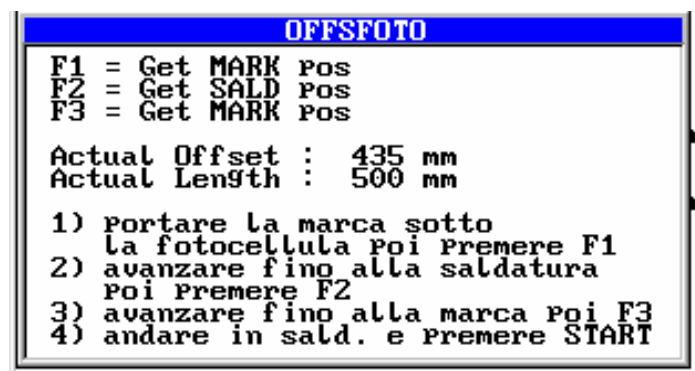 OFFSFOTO
F1 = Get MARK pos
F2 = Get SALD pos
F3 = Get MARK pos
Actual Offset : 435 mm
Actual Length : 500 mm
1) portare la marca sotto
la fotocellula poi premere F1
2) avanzare fino alla saldatura
poi premere F2
3) avanzare fino alla marca poi F3
4) andare in sald. e premere START